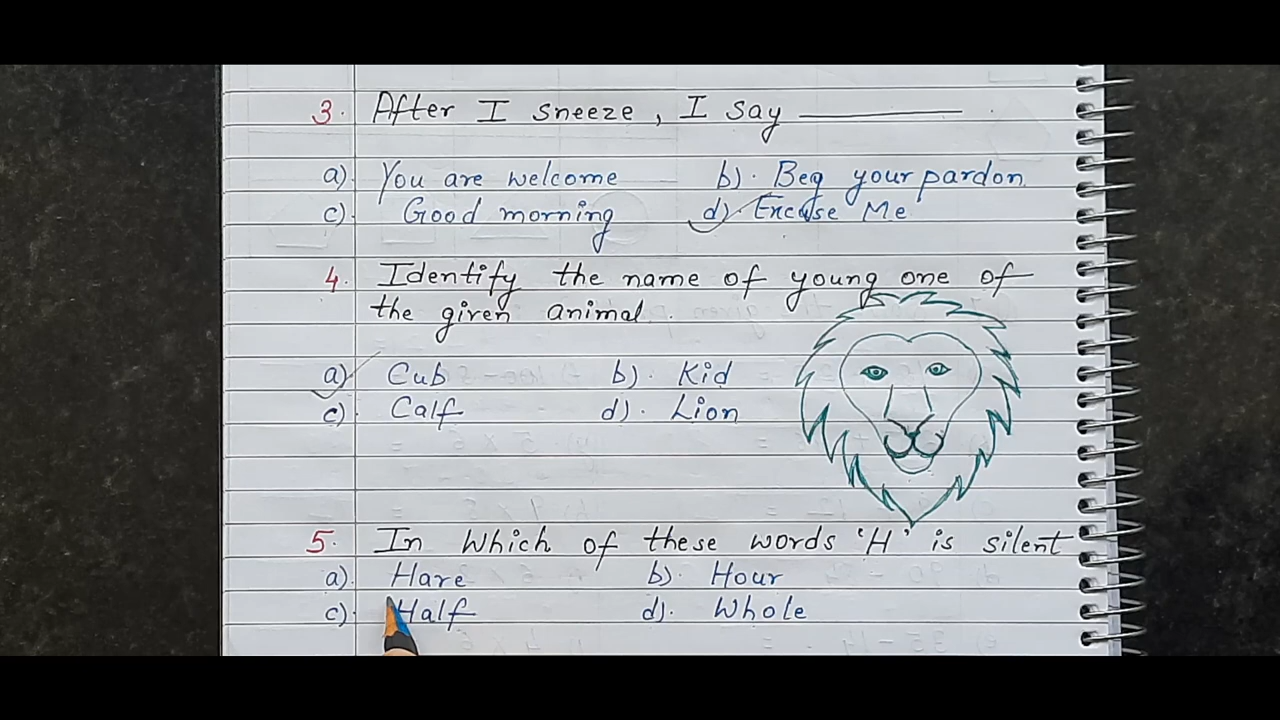 3. After I sneeze, I say ________ .
a). You are welcome b). Beg your pardon.
c). Good morning d). Excuse Me
4. Identify the name of young one of
the given animal.
a) Cub b). Kid
c). Calf d). Lion
5. In which of these words 'H' is silent
a). Hare b). Hour
c). Half d). Whole